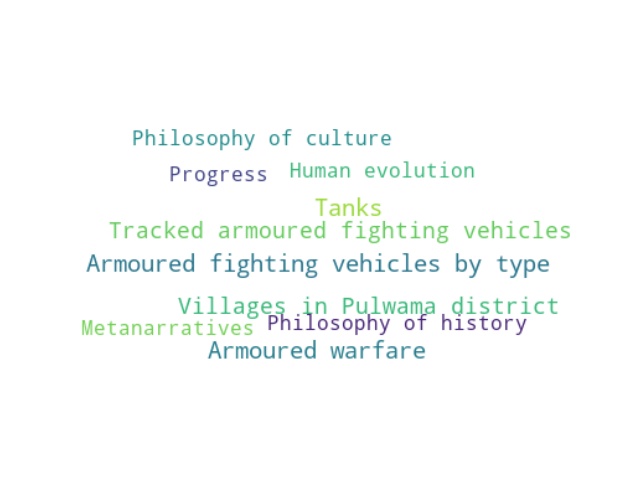 Philosophy of culture
Progress Human evolution
Tanks
Tracked armoured fighting vehicles
Armoured fighting vehicles by type
Villages in Pulwama district
Metanarratives Philosophy of history
Armoured warfare